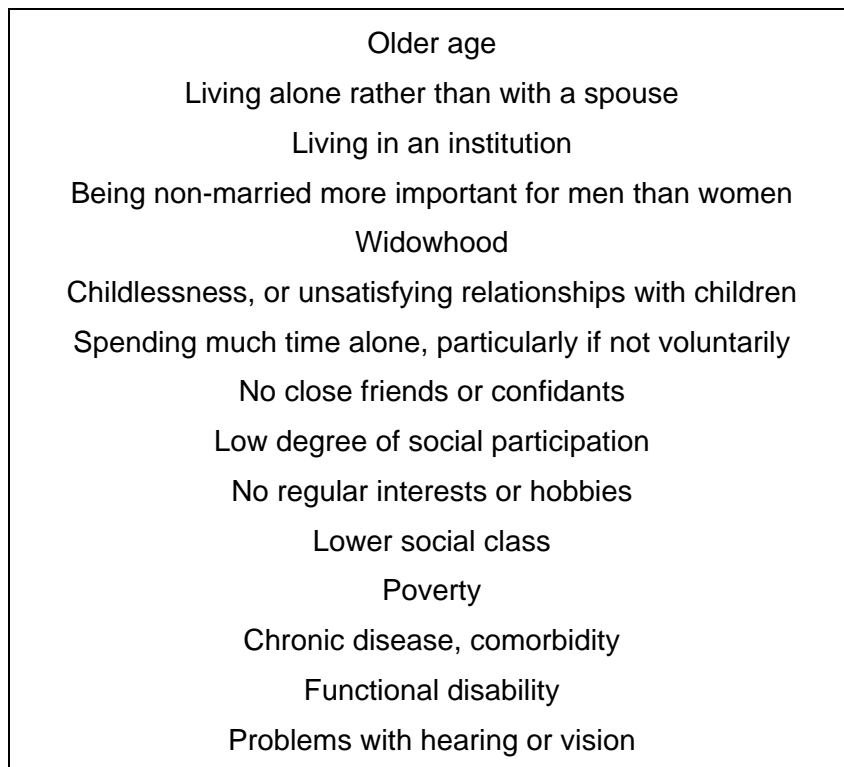 Older age
Living alone rather than with a spouse
Living in an institution
Being non-married more important for men than women
Widowhood
Childlessness, or unsatisfying relationships with children
Spending much time alone, particularly if not voluntarily
No close friends or confidants
Low degree of social participation
No regular interests or hobbies
Lower social class
Poverty
Chronic disease, comorbidity
Functional disability
Problems with hearing or vision